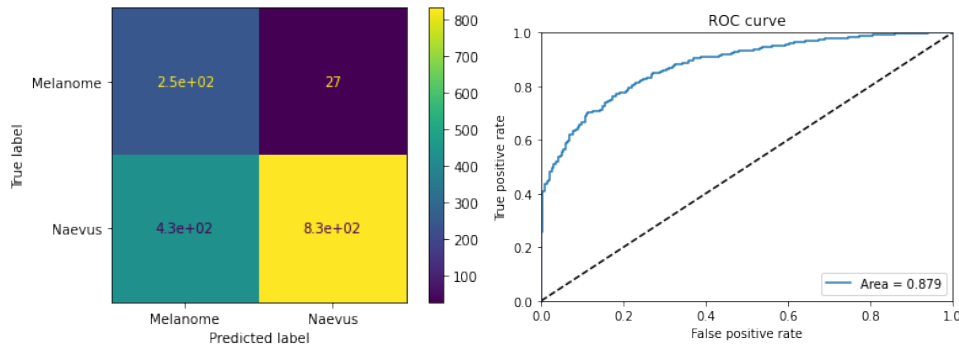 True label
Melanome
Naevus
2.5e+02
27
4.3e+02
8.3e+02
Melanome
Naevus
Predicted label
800
700
600
500
400
300
200
100
ROC curve
True positive rate
1.0
0.8
0.6
0.4
0.2
0.0
Area = 0.879
0.0
0.2
0.4
0.6
0.8
1.0
False positive rate